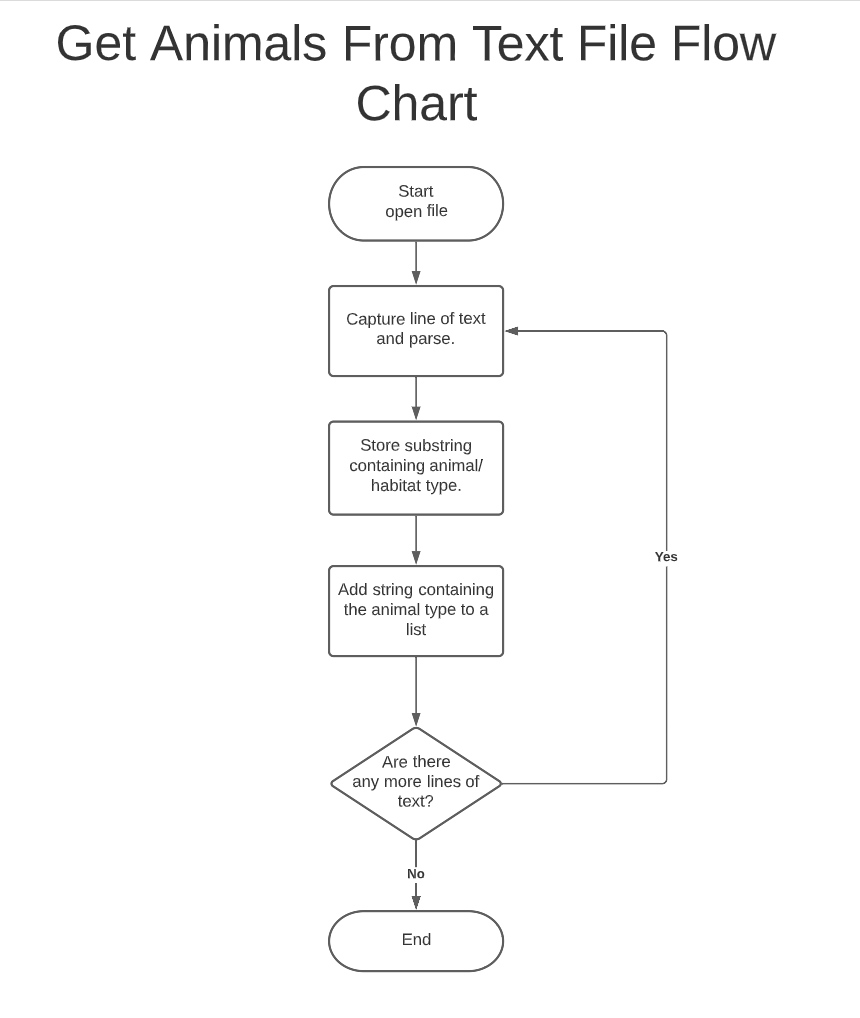 Get Animals From Text File Flow
Chart
Start
open file
Capture line of text
and parse.
Store substring
containing animal/
habitat type.
Add string containing
the animal type to a
list
Are there
any more lines of
text?
Yes
No
End